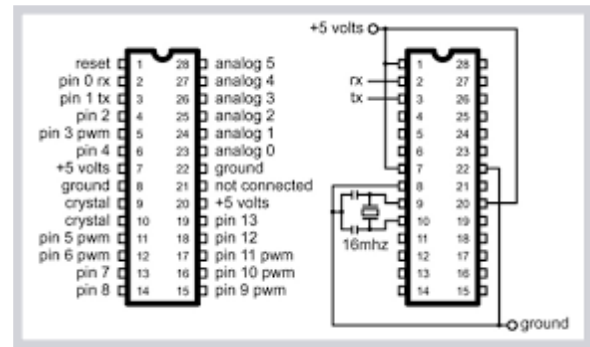 +5 volts
reset 1 28 analog 5
pin 0 rx 2 27 analog 4
pin 1 tx 3 26 analog 3
pin 2 4 25 analog 2
pin 3 pwm 5 24 analog 1
pin 4 6 23 analog 0
+5 volts 7 22 ground
ground 8 21 not connected
crystal 9 20 +5 volts
crystal 10 19 pin 13
pin 5 pwm 11 18 pin 12
pin 6 pwm 12 17 pin 11 pwm
pin 7 13 16 pin 10 pwm
pin 8 14 15 pin 9 pwm
1 28
rx 2 27
tx 3 26
4 25
5 24
6 23
7 22
8 21
9 20
10 19
16mhz
11 18
12 17
13 16
14 15
ground